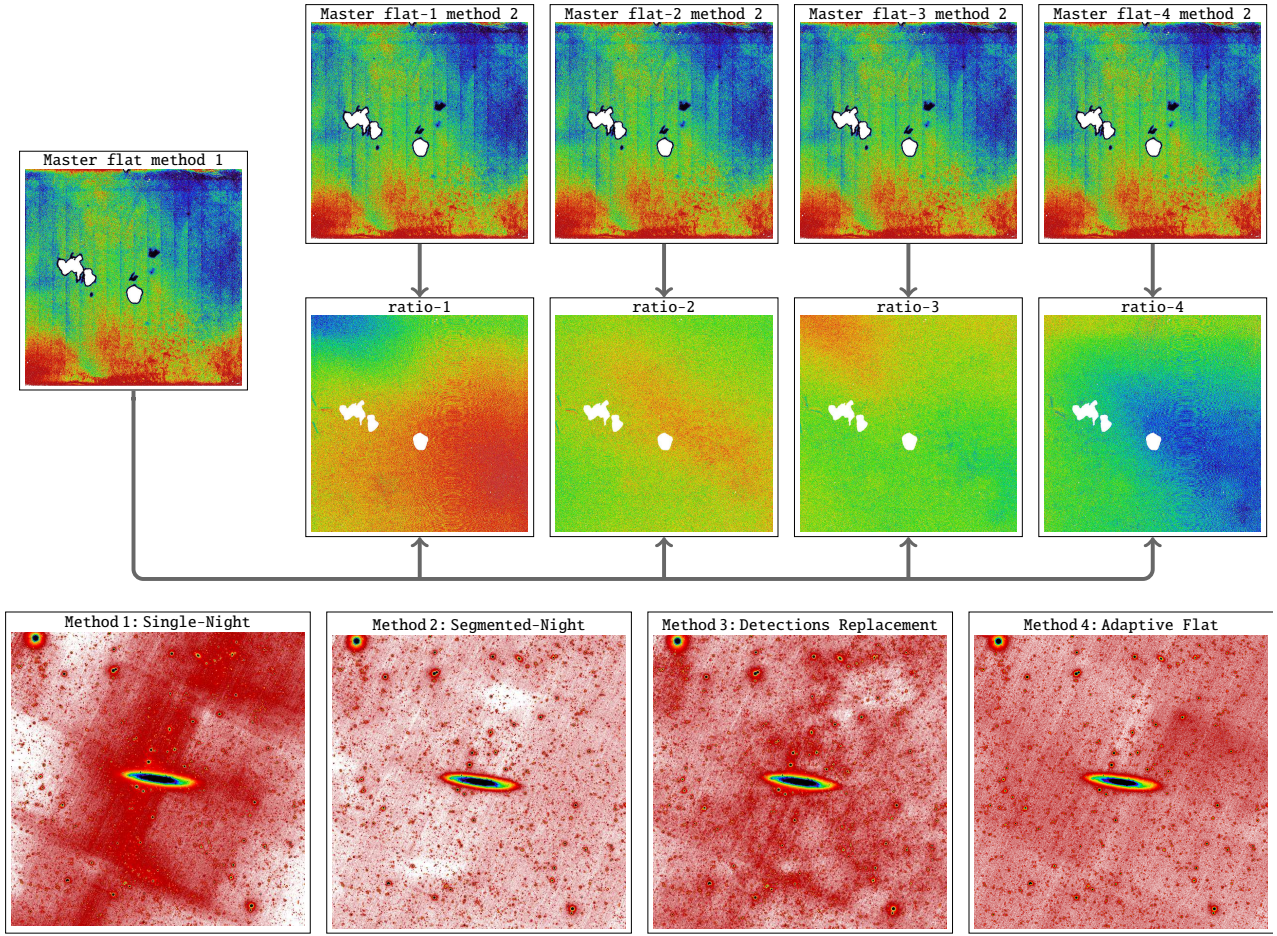 Master flat-1 method 2
Master flat-2 method 2
Master flat-3 method 2
Master flat-4 method 2
Master flat method 1
ratio-1
ratio-2
ratio-3
ratio-4
Method 1: Single-Night
Method 2: Segmented-Night
Method 3: Detections Replacement
Method 4: Adaptive Flat